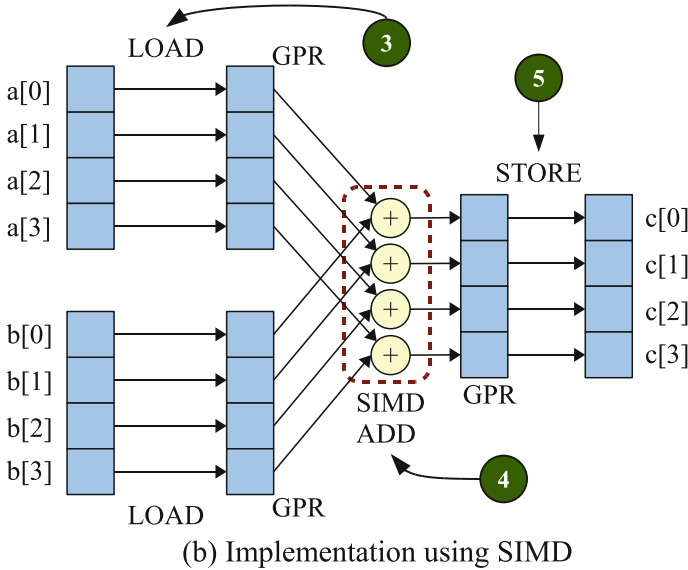 3
LOAD
GPR
5
a[0]
a[1]
a[2]
a[3]
STORE
+
+
+
+
c[0]
c[1]
c[2]
c[3]
b[0]
b[1]
b[2]
b[3]
SIMD
ADD
GPR
4
LOAD
GPR
(b) Implementation using SIMD